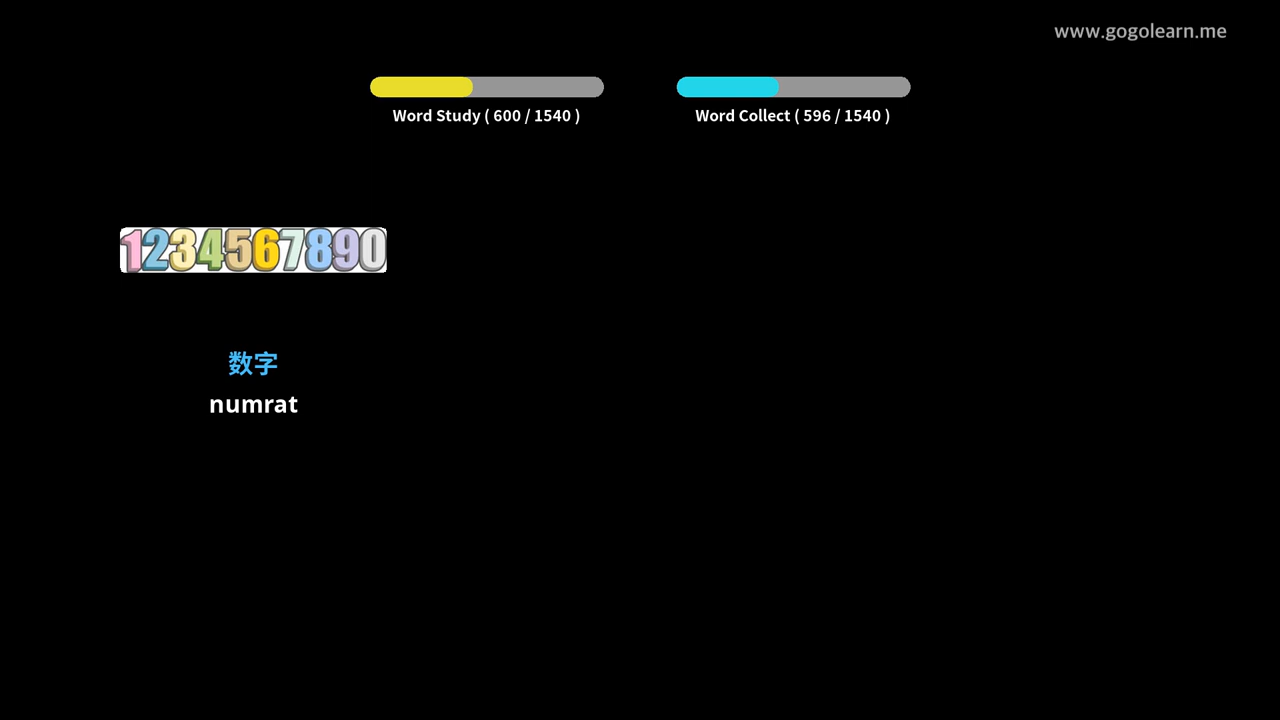 www.gogolearn.me
Word Study ( 600 / 1540 )
Word Collect ( 596 / 1540 )
1234567890
数字
numrat